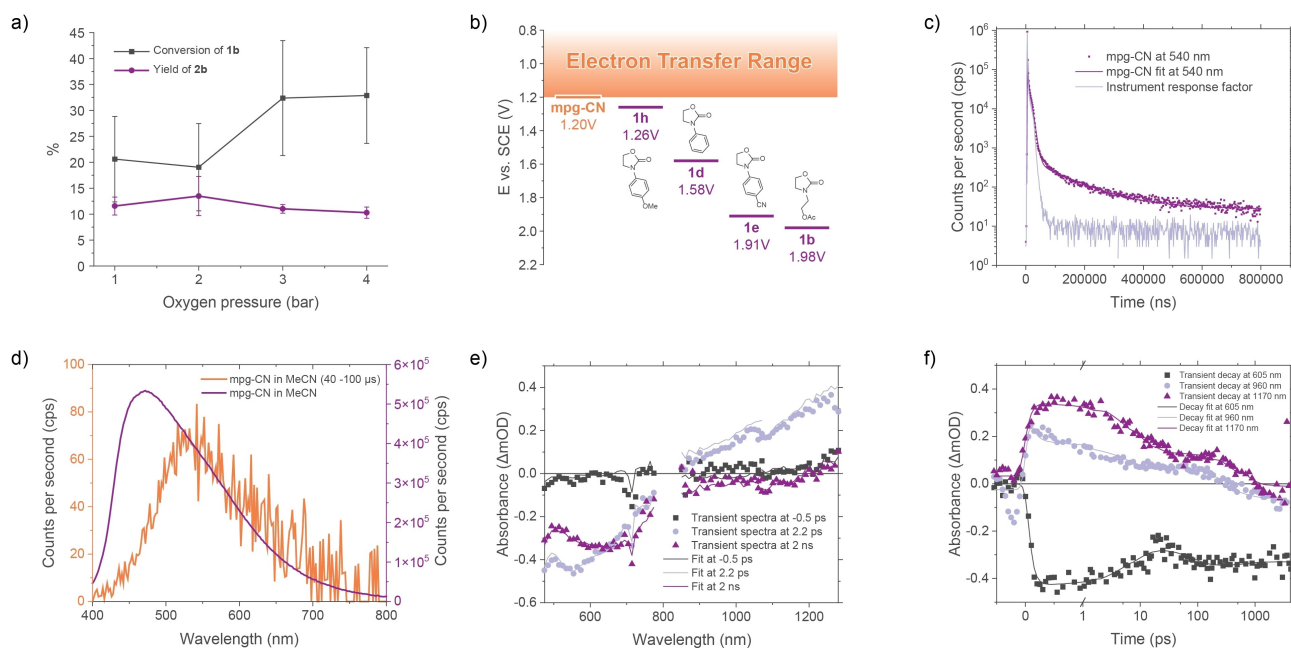 a)
45
40
35
30
25
20
15
10
5
0
%
Conversion of 1b
Yield of 2b
1
2
3
4
Oxygen pressure (bar)
b)
0.8
1.0
1.2
1.4
1.6
1.8
2.0
2.2
E vs. SCE (V)
Electron Transfer Range
mpg-CN
1.20V
1h
1.26V
1d
1.58V
1e
1.91V
1b
1.98V
O
O
N
OMe
O
O
N
O
O
N
CN
O
O
N
OAc
c)
10⁶
10⁵
10⁴
10³
10²
10¹
10⁰
Counts per second (cps)
mpg-CN at 540 nm
mpg-CN fit at 540 nm
Instrument response factor
0
200000
400000
600000
800000
Time (ns)
d)
100
80
60
40
20
0
Counts per second (cps)
mpg-CN in MeCN (40 -100 µs)
mpg-CN in MeCN
6×10⁵
5×10⁵
4×10⁵
3×10⁵
2×10⁵
1×10⁵
0
Counts per second (cps)
400
450
500
550
600
650
700
750
800
Wavelength (nm)
e)
0.4
0.2
0.0
-0.2
-0.4
-0.6
Absorbance (ΔmOD)
Transient spectra at -0.5 ps
Transient spectra at 2.2 ps
Transient spectra at 2 ns
Fit at -0.5 ps
Fit at 2.2 ps
Fit at 2 ns
600
800
1000
1200
Wavelength (nm)
f)
0.4
0.2
0.0
-0.2
-0.4
Absorbance (ΔmOD)
Transient decay at 605 nm
Transient decay at 960 nm
Transient decay at 1170 nm
Decay fit at 605 nm
Decay fit at 960 nm
Decay fit at 1170 nm
0
1
10
100
1000
Time (ps)